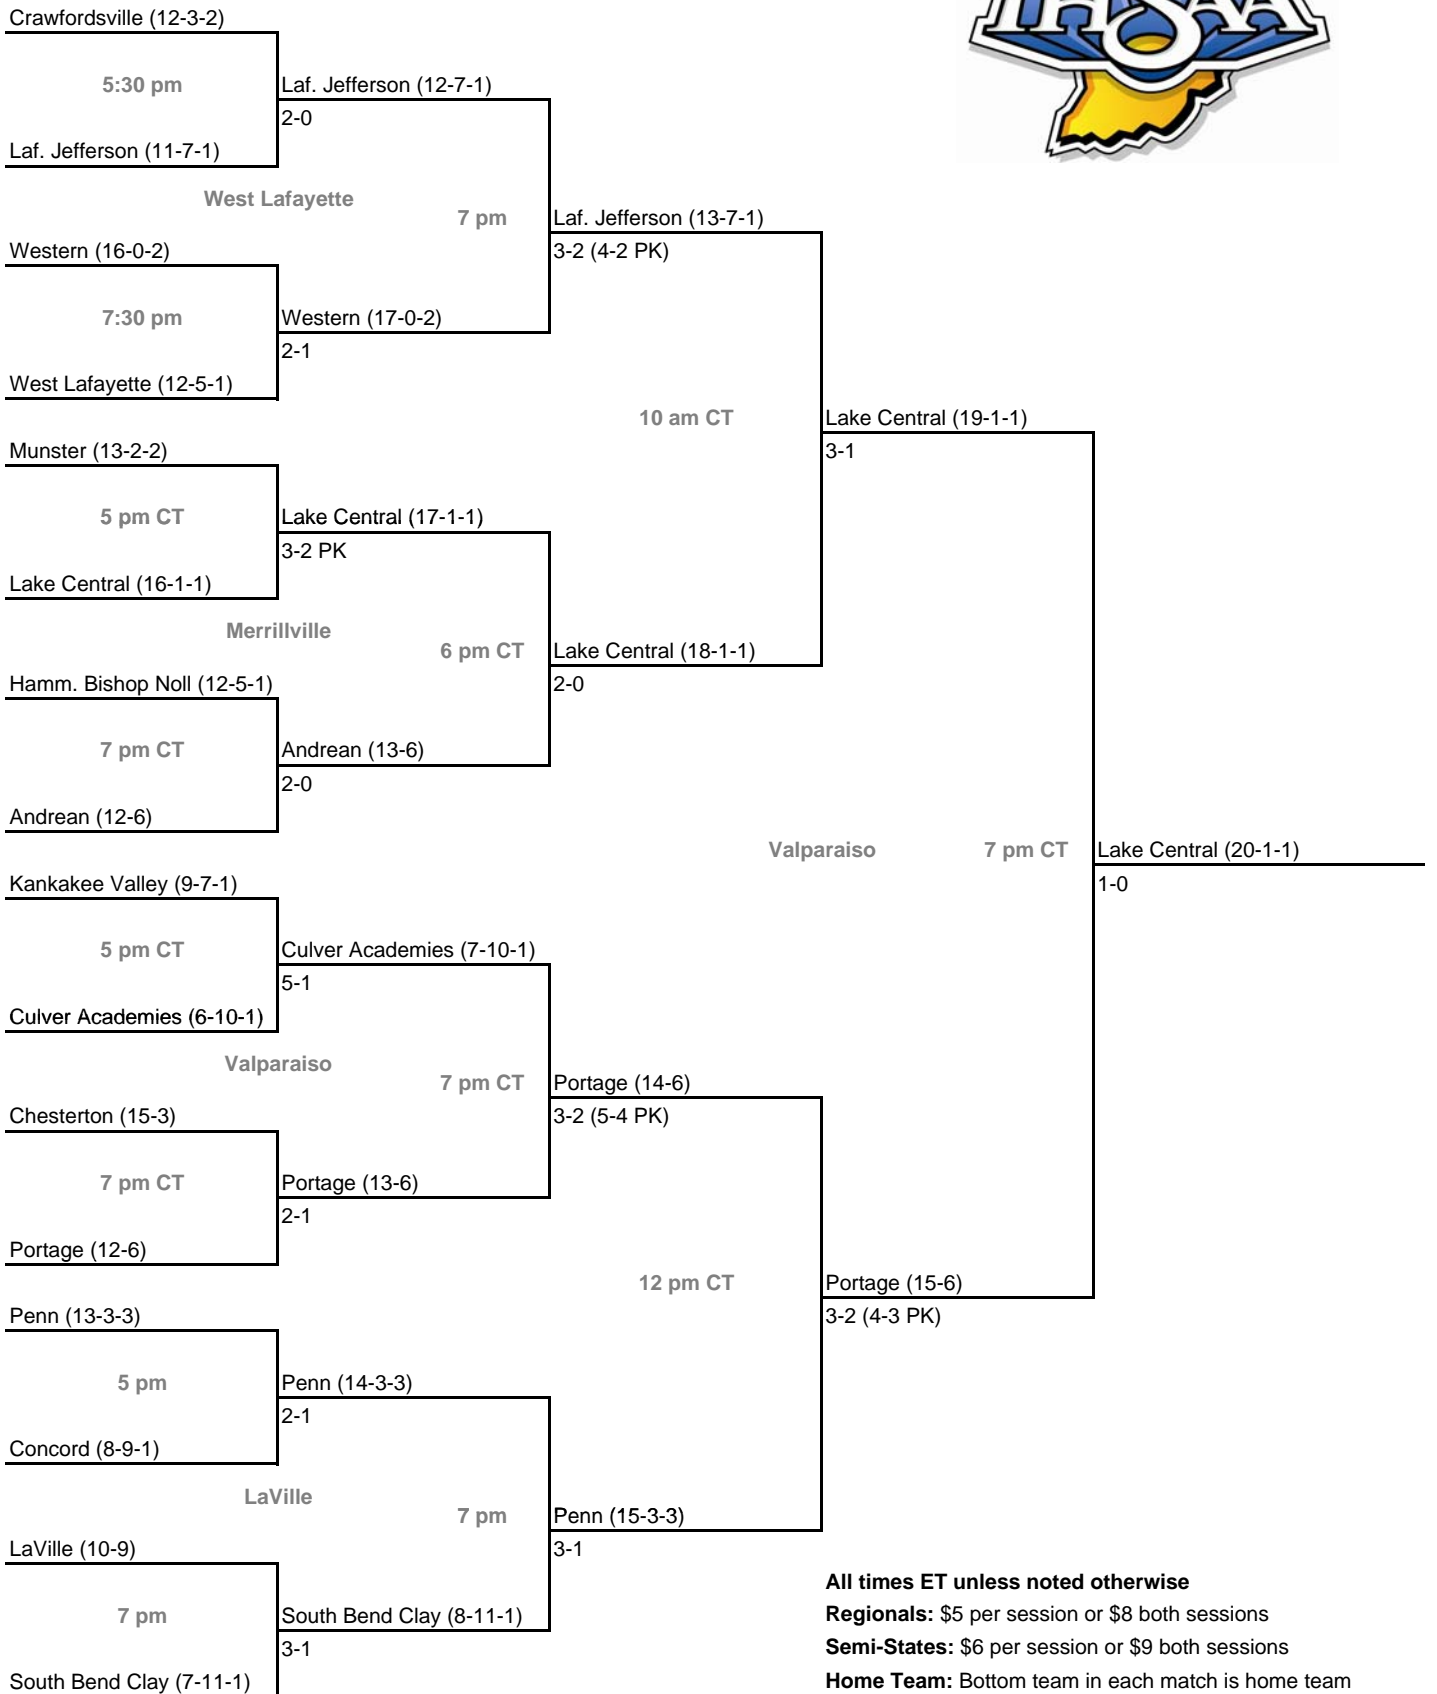 IHSAA
Crawfordsville (12-3-2)
5:30 pm
Laf. Jefferson (12-7-1)
2-0
Laf. Jefferson (11-7-1)
West Lafayette
7 pm
Laf. Jefferson (13-7-1)
3-2 (4-2 PK)
Western (16-0-2)
7:30 pm
Western (17-0-2)
2-1
West Lafayette (12-5-1)
10 am CT
Lake Central (19-1-1)
3-1
Munster (13-2-2)
5 pm CT
Lake Central (17-1-1)
3-2 PK
Lake Central (16-1-1)
Merrillville
6 pm CT
Lake Central (18-1-1)
2-0
Hamm. Bishop Noll (12-5-1)
7 pm CT
Andrean (13-6)
2-0
Andrean (12-6)
Valparaiso
7 pm CT
Lake Central (20-1-1)
1-0
Kankakee Valley (9-7-1)
5 pm CT
Culver Academies (7-10-1)
5-1
Culver Academies (6-10-1)
Valparaiso
7 pm CT
Portage (14-6)
3-2 (5-4 PK)
Chesterton (15-3)
7 pm CT
Portage (13-6)
2-1
Portage (12-6)
12 pm CT
Portage (15-6)
3-2 (4-3 PK)
Penn (13-3-3)
5 pm
Penn (14-3-3)
2-1
Concord (8-9-1)
LaVille
7 pm
Penn (15-3-3)
3-1
LaVille (10-9)
7 pm
South Bend Clay (8-11-1)
3-1
South Bend Clay (7-11-1)
All times ET unless noted otherwise
Regionals: $5 per session or $8 both sessions
Semi-States: $6 per session or $9 both sessions
Home Team: Bottom team in each match is home team